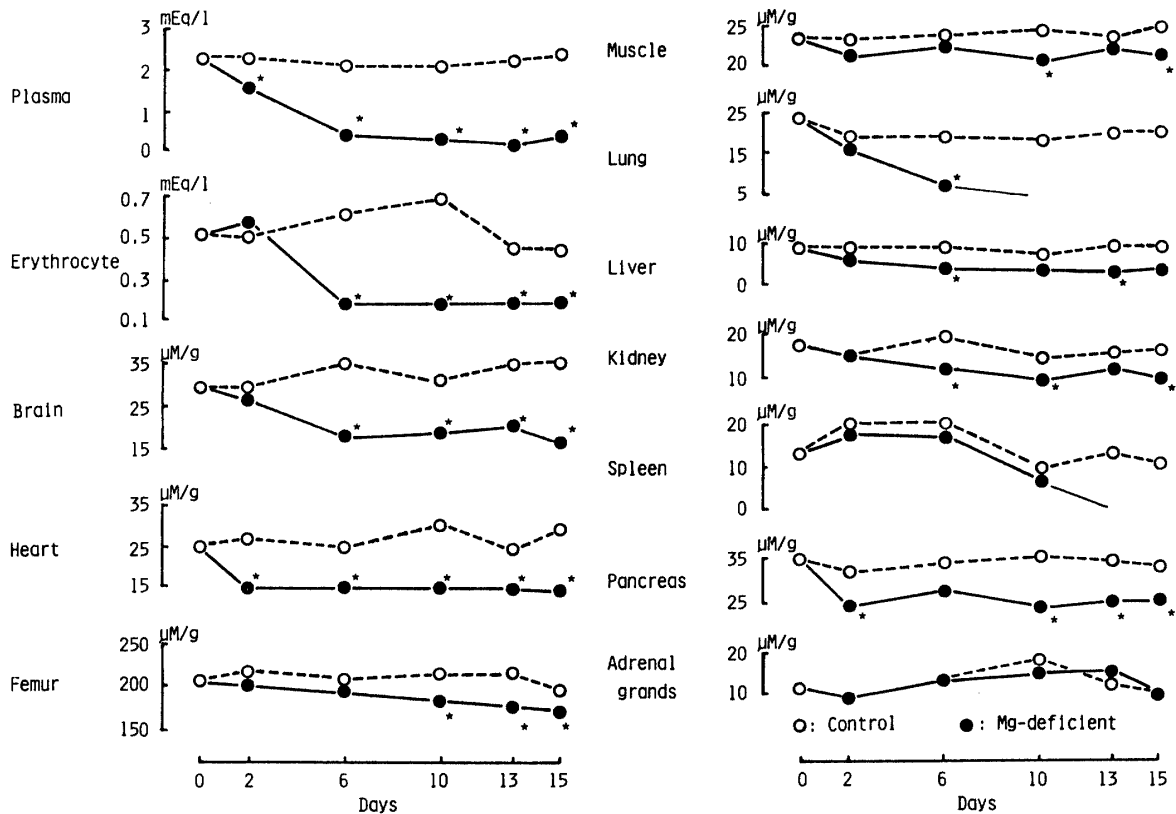 mEq/l
3
2
1
0
Plasma
*
*
*
*
*
mEq/l
0.7
0.5
0.3
0.1
Erythrocyte
*
*
*
*
µM/g
35
25
15
Brain
*
*
*
*
µM/g
35
25
15
Heart
*
*
*
*
*
µM/g
250
200
150
Femur
*
*
*
0 2 6 10 13 15
Days
µM/g
25
20
Muscle
*
*
µM/g
25
15
5
Lung
*
µM/g
10
0
Liver
*
*
µM/g
20
10
Kidney
*
*
*
µM/g
20
10
0
Spleen
µM/g
35
25
Pancreas
*
*
*
*
µM/g
20
10
Adrenal
grands
○: Control ●: Mg-deficient
0 2 6 10 13 15
Days